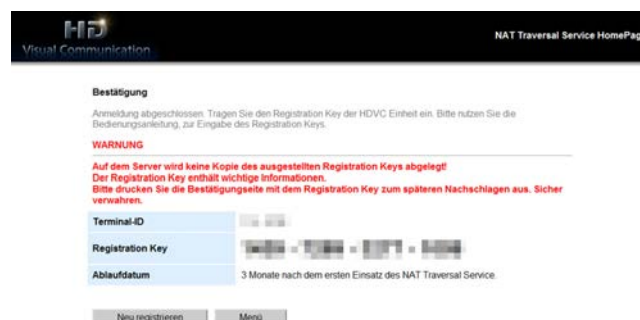 HD
Visual Communication
NAT Traversal Service HomePag
Bestätigung
Anmeldung abgeschlossen. Tragen Sie den Registration Key der HDVC Einheit ein. Bitte nutzen Sie die
Bedienungsanleitung, zur Eingabe des Registration Keys.
WARNUNG
Auf dem Server wird keine Kopie des ausgestellten Registration Keys abgelegt!
Der Registration Key enthält wichtige Informationen.
Bitte drucken Sie die Bestätigungseite mit dem Registration Key zum späteren Nachschlagen aus. Sicher
verwahren.
Terminal-ID
Registration Key
Ablaufdatum 3 Monate nach dem ersten Einsatz des NAT Traversal Service.
Neu registrieren Menü